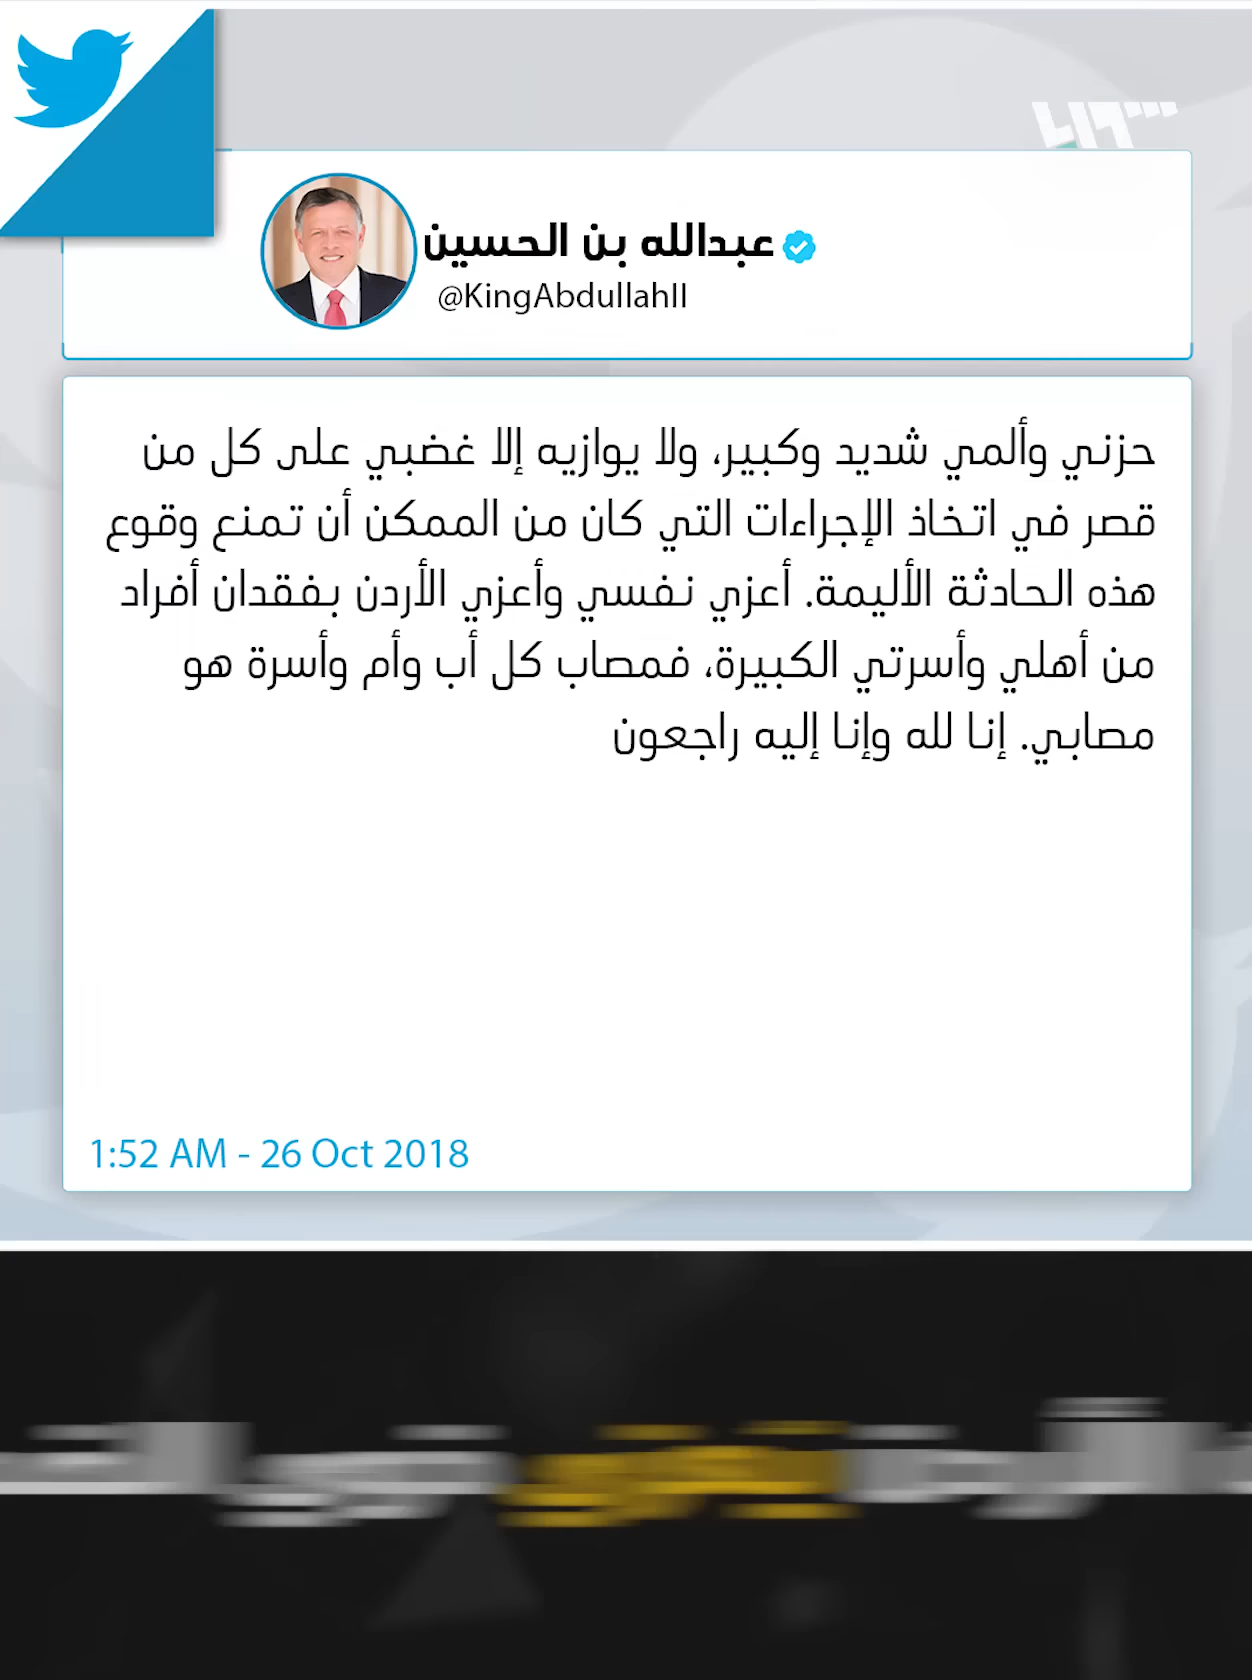 عبدالله بن الحسين
@KingAbdullahII
حزني وألمي شديد وكبير، ولا يوازيه إلا غضبي على كل من
قصر في اتخاذ الإجراءات التي كان من الممكن أن تمنع وقوع
هذه الحادثة الأليمة. أعزي نفسي وأعزي الأردن بفقدان أفراد
من أهلي وأسرتي الكبيرة، فمصاب كل أب وأم وأسرة هو
مصابي. إنا لله وإنا إليه راجعون
1:52 AM - 26 Oct 2018